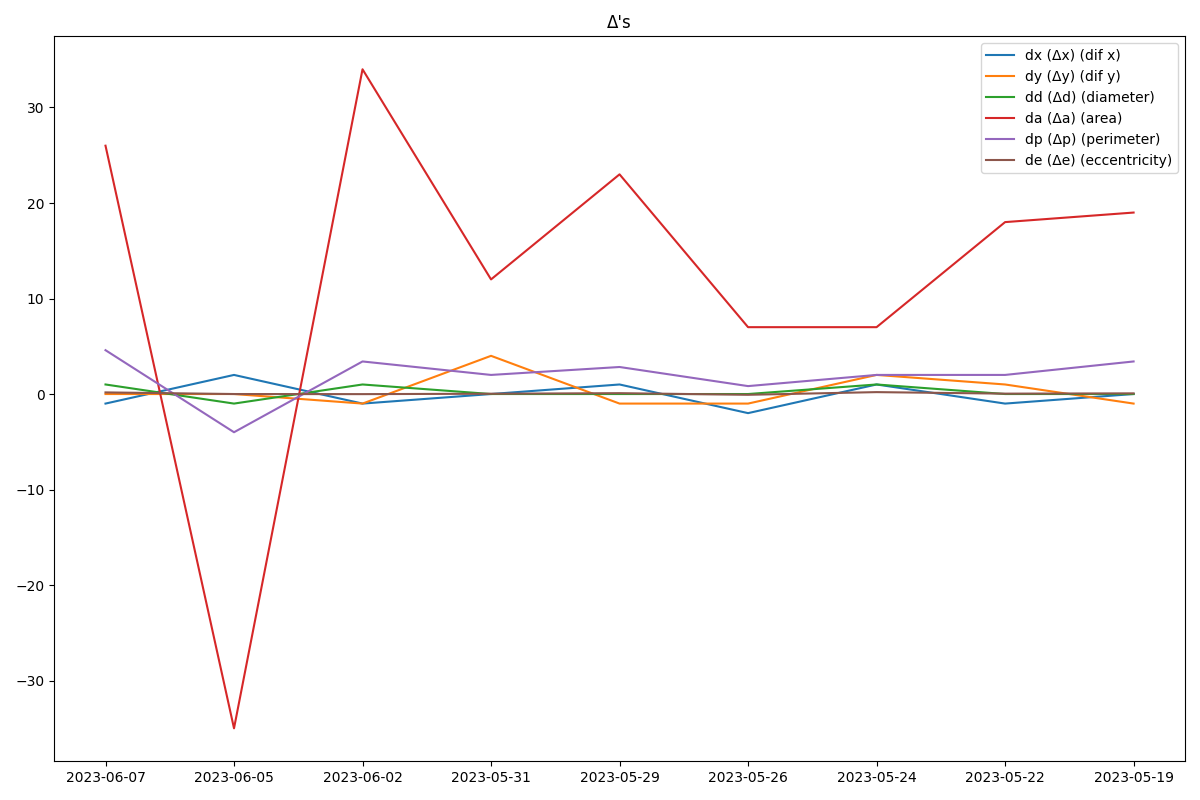 Δ's
dx (Δx) (dif x)
dy (Δy) (dif y)
dd (Δd) (diameter)
da (Δa) (area)
dp (Δp) (perimeter)
de (Δe) (eccentricity)
30
20
10
0
−10
−20
−30
2023-06-07 2023-06-05 2023-06-02 2023-05-31 2023-05-29 2023-05-26 2023-05-24 2023-05-22 2023-05-19